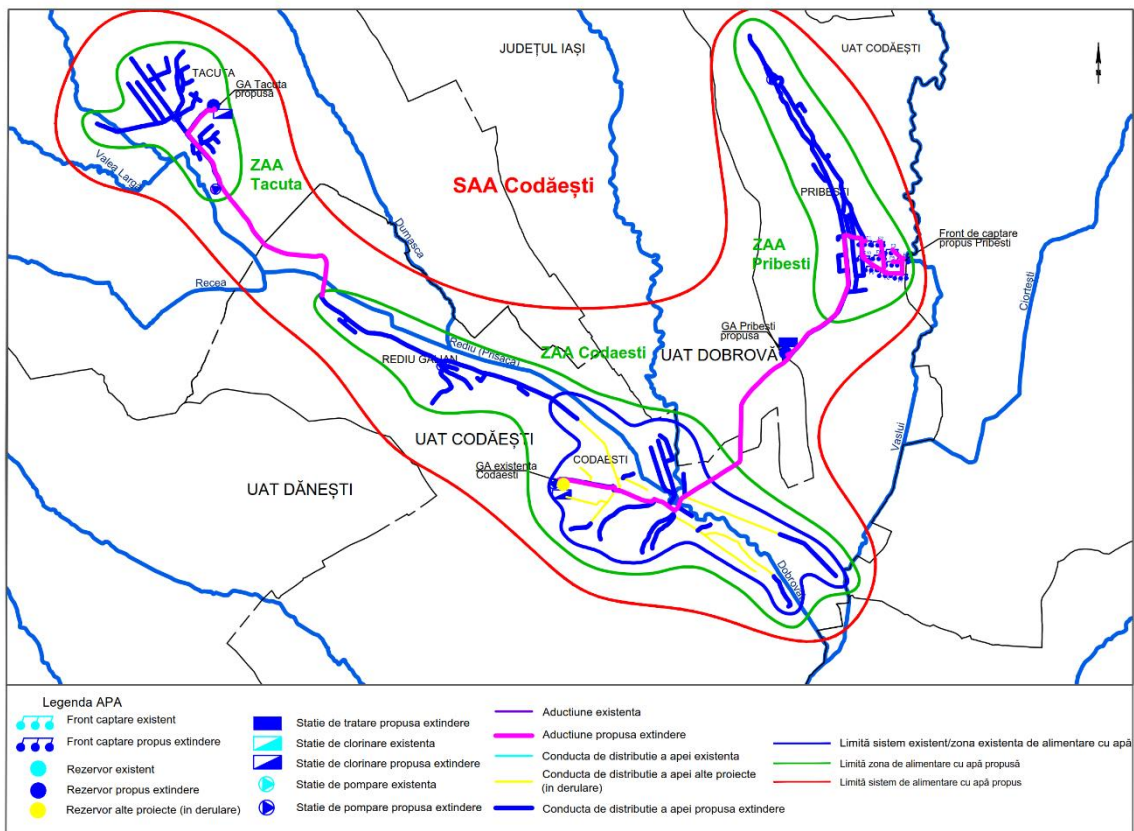 JUDEȚUL IAȘI
UAT CODĂEȘTI
TACUTA
GA Tacuta
propusă
ZAA
Tacuta
Valea Largă
SAA Codăești
PRIBESTI
Dumasca
ZAA
Pribesti
Front de captare
propus Pribesti
Recea
Ciortești
GA Pribești
propusa
Rediu (Prisaca)
ZAA Codaesti
UAT DOBROVĂȚ
REDIU GALIAN
UAT CODĂEȘTI
Vaslui
CODAESTI
GA existenta
Codaesti
UAT DĂNEȘTI
Dobrovăț
Legenda APA
Front captare existent
Front captare propus extindere
Rezervor existent
Rezervor propus extindere
Rezervor alte proiecte (in derulare)
Statie de tratare propusa extindere
Statie de clorinare existenta
Statie de clorinare propusa extindere
Statie de pompare existenta
Statie de pompare propusa extindere
Aductiune existenta
Aductiune propusa extindere
Conducta de distributie a apei existenta
Conducta de distributie a apei alte proiecte
(in derulare)
Conducta de distributie a apei propusa extindere
Limită sistem existent/zona existenta de alimentare cu apă
Limită zona de alimentare cu apă propusă
Limită sistem de alimentare cu apă propus